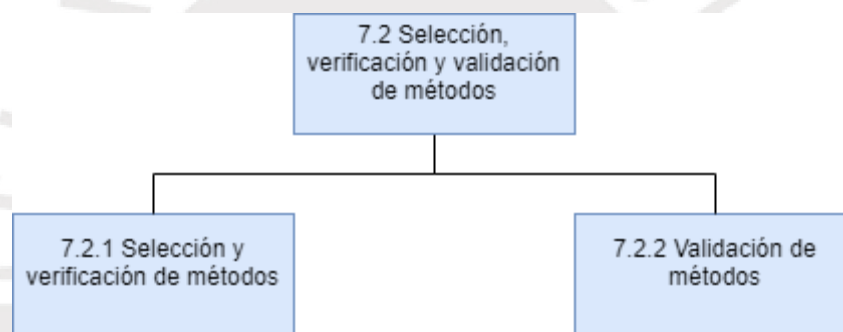 7.2 Selección,
verificación y validación
de métodos
7.2.1 Selección y
verificación de métodos
7.2.2 Validación de
métodos